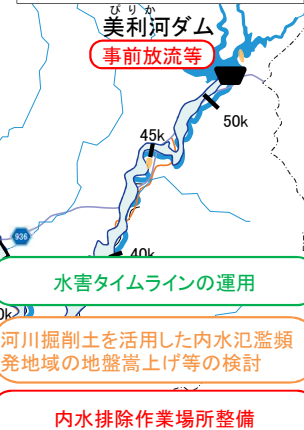 ぴりか
美利河ダム
事前放流等
50k
45k
936
40k
水害タイムラインの運用
0k
河川掘削土を活用した内水氾濫頻
発地域の地盤嵩上げ等の検討
内水排除作業場所整備